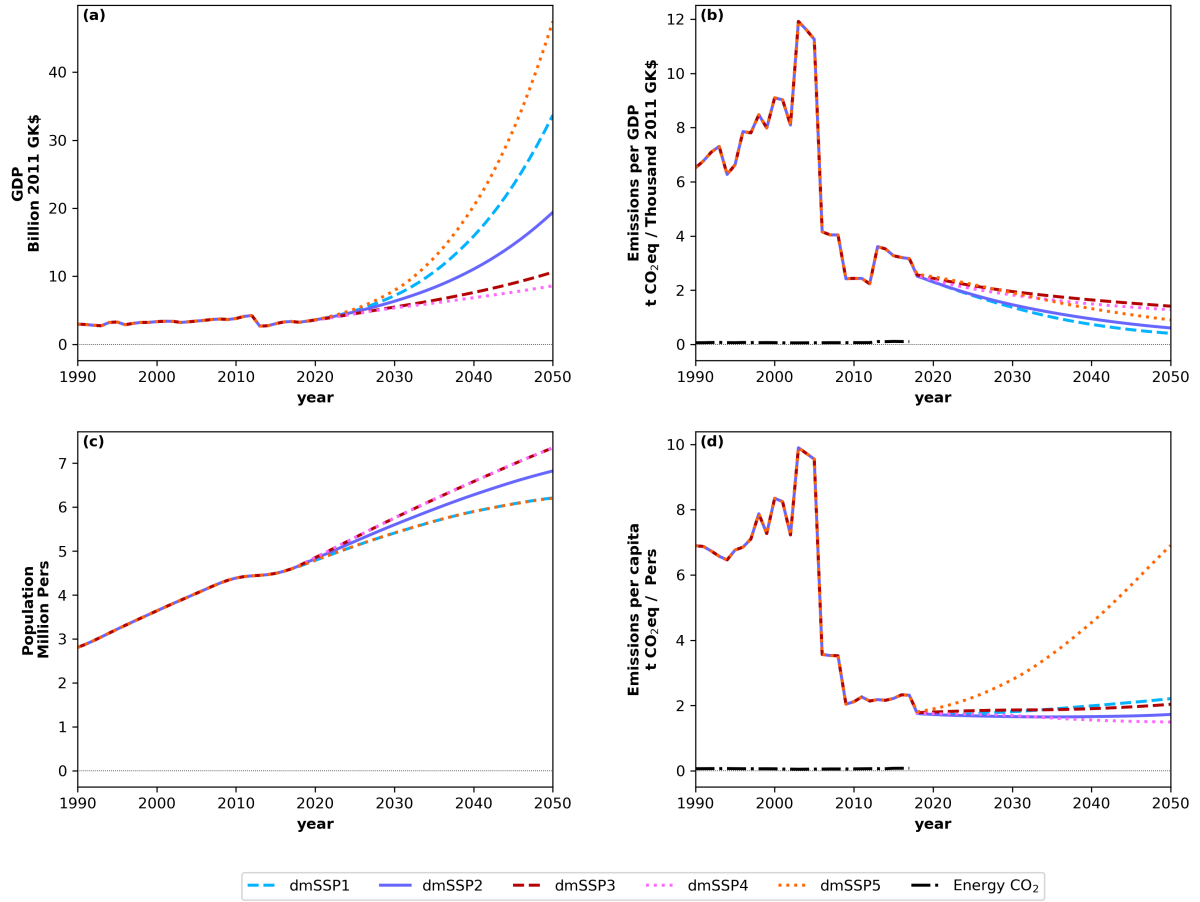 (a)
GDP
Billion 2011 GK$
40
30
20
10
0
1990 2000 2010 2020 2030 2040 2050
year
(b)
Emissions per GDP
t CO₂eq / Thousand 2011 GK$
12
10
8
6
4
2
0
1990 2000 2010 2020 2030 2040 2050
year
(c)
Population
Million Pers
7
6
5
4
3
2
1
0
1990 2000 2010 2020 2030 2040 2050
year
(d)
Emissions per capita
t CO₂eq / Pers
10
8
6
4
2
0
1990 2000 2010 2020 2030 2040 2050
year
dmSSP1 dmSSP2 dmSSP3 dmSSP4 dmSSP5 Energy CO₂